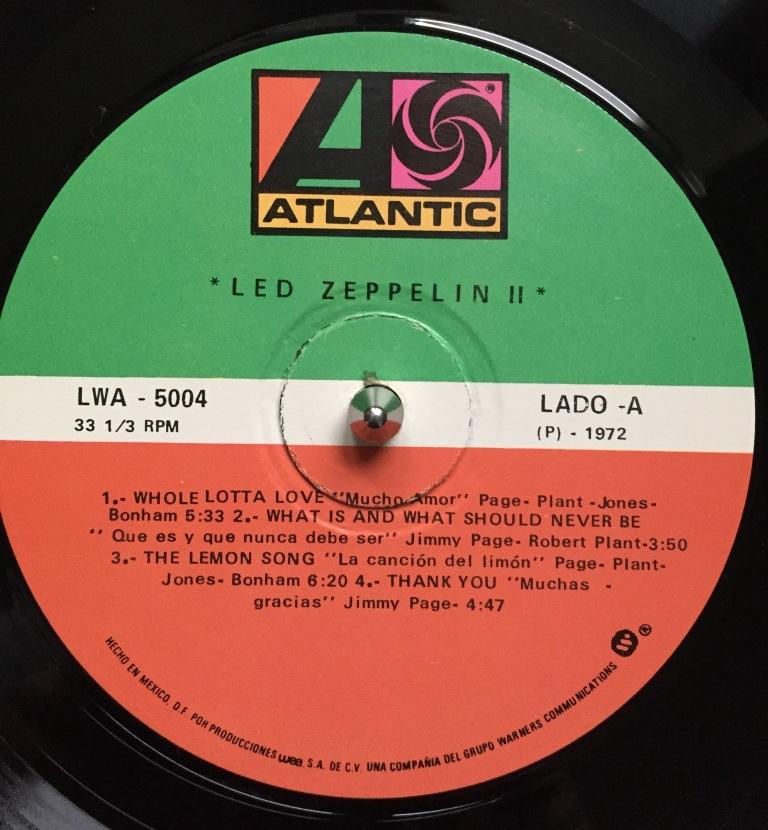 ATLANTIC
®
*LED ZEPPELIN II*
LWA - 5004
33 1/3 RPM
LADO -A
(P) - 1972
1.- WHOLE LOTTA LOVE "Mucho Amor" Page- Plant -Jones-
Bonham 5:33 2.- WHAT IS AND WHAT SHOULD NEVER BE
" Que es y que nunca debe ser" Jimmy Page- Robert Plant-3:50
3.- THE LEMON SONG "La canción del limón" Page- Plant-
Jones- Bonham 6:20 4.- THANK YOU "Muchas -
gracias" Jimmy Page- 4:47
HECHO EN MEXICO, D.F. POR PRODUCCIONES wea, S.A. DE C.V. UNA COMPAÑIA DEL GRUPO WARNERS COMMUNICATIONS ®